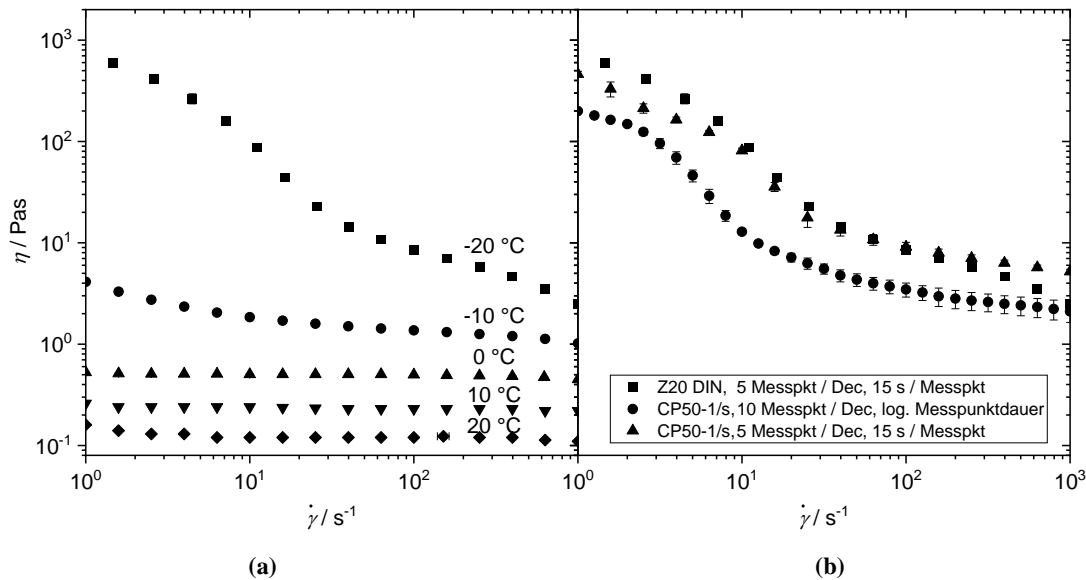 10³
10²
10¹
10⁰
10⁻¹
η / Pas
-20 °C
-10 °C
0 °C
10 °C
20 °C
10⁰ 10¹ 10² 10⁰ 10¹ 10² 10³
γ̇ / s⁻¹ γ̇ / s⁻¹
a b
Z20 DIN, 5 Messpkt / Dec, 15 s / Messpkt
CP50-1/s, 10 Messpkt / Dec, log. Messpunktdauer
CP50-1/s, 5 Messpkt / Dec, 15 s / Messpkt
(a) (b)